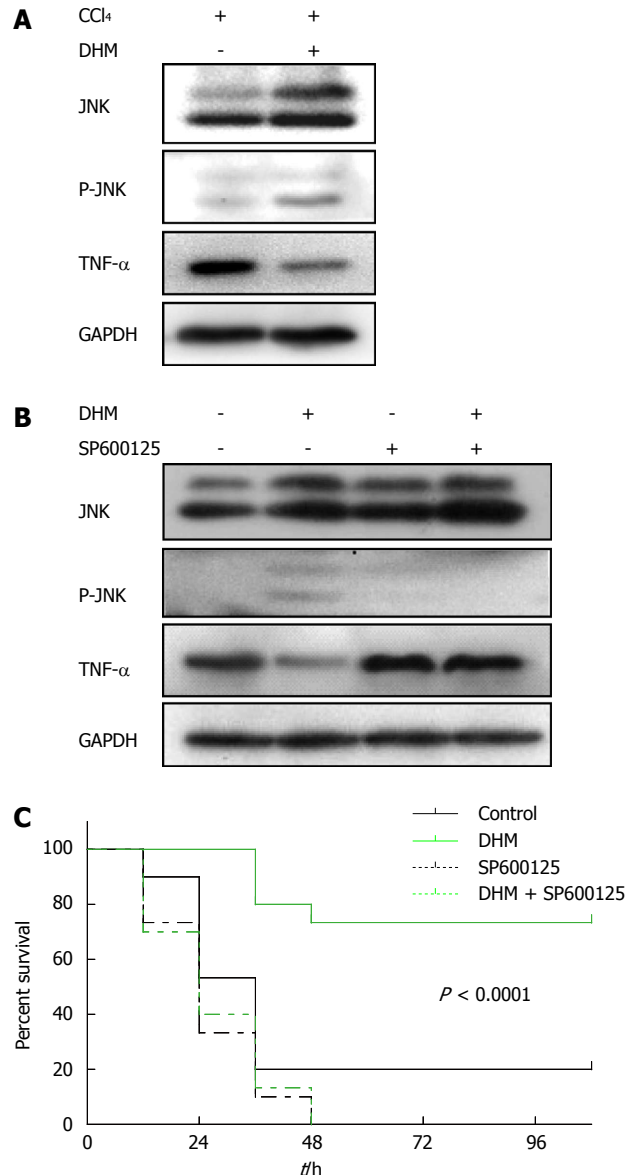 A
CCl₄ + +
DHM - +
JNK
P-JNK
TNF-α
GAPDH
B
DHM - + - +
SP600125 - - + +
JNK
P-JNK
TNF-α
GAPDH
C
Control
DHM
SP600125
DHM + SP600125
P < 0.0001
Percent survival
100
80
60
40
20
0
0 24 48 72 96
t/h